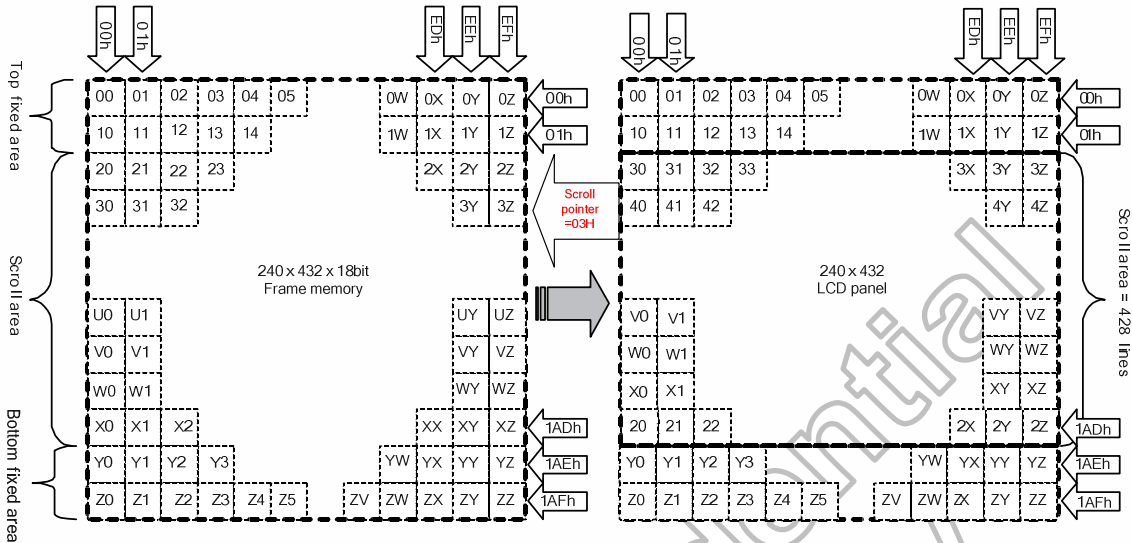 00h 01h EDh EEh EFh 00h 01h EDh EEh EFh
Top fixed area
00 01 02 03 04 05 0W 0X 0Y 0Z 00h 00 01 02 03 04 05 0W 0X 0Y 0Z 00h
10 11 12 13 14 1W 1X 1Y 1Z 01h 10 11 12 13 14 1W 1X 1Y 1Z 01h
20 21 22 23 2X 2Y 2Z 30 31 32 33 3X 3Y 3Z
30 31 32 3Y 3Z 40 41 42 4Y 4Z
Scroll
pointer
=03H
Scroll area
240 x 432 x 18bit
Frame memory
240 x 432
LCD panel
Scroll area = 428 lines
U0 U1 UY UZ V0 V1 VY VZ
V0 V1 VY VZ W0 W1 WY WZ
W0 W1 WY WZ X0 X1 XY XZ
X0 X1 X2 XX XY XZ 1ADh 20 21 22 2X 2Y 2Z 1ADh
Bottom fixed area
Y0 Y1 Y2 Y3 YW YX YY YZ 1AEh Y0 Y1 Y2 Y3 YW YX YY YZ 1AEh
Z0 Z1 Z2 Z3 Z4 Z5 ZV ZW ZX ZY ZZ 1AFh Z0 Z1 Z2 Z3 Z4 Z5 ZV ZW ZX ZY ZZ 1AFh